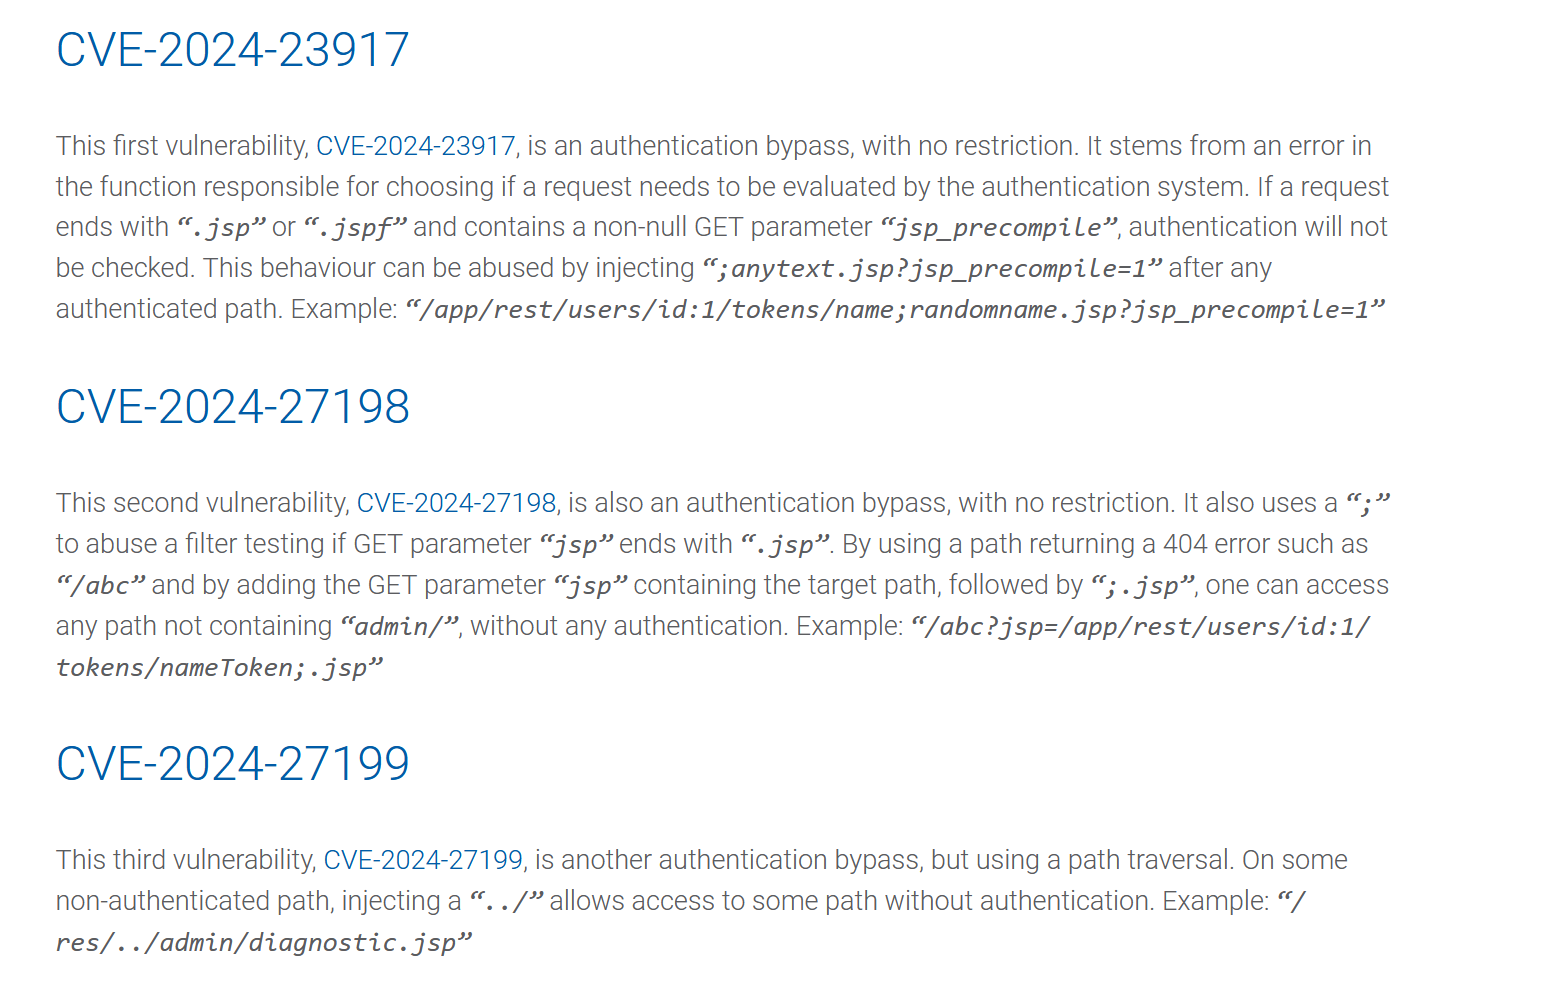 CVE-2024-23917
This first vulnerability, CVE-2024-23917, is an authentication bypass, with no restriction. It stems from an error in
the function responsible for choosing if a request needs to be evaluated by the authentication system. If a request
ends with “.jsp” or “.jspf” and contains a non-null GET parameter “jsp_precompile”, authentication will not
be checked. This behaviour can be abused by injecting “;anytext.jsp?jsp_precompile=1” after any
authenticated path. Example: “/app/rest/users/id:1/tokens/name;randomname.jsp?jsp_precompile=1”
CVE-2024-27198
This second vulnerability, CVE-2024-27198, is also an authentication bypass, with no restriction. It also uses a “;”
to abuse a filter testing if GET parameter “jsp” ends with “.jsp”. By using a path returning a 404 error such as
“/abc” and by adding the GET parameter “jsp” containing the target path, followed by “;.jsp”, one can access
any path not containing “admin/”, without any authentication. Example: “/abc?jsp=/app/rest/users/id:1/
tokens/nameToken;.jsp”
CVE-2024-27199
This third vulnerability, CVE-2024-27199, is another authentication bypass, but using a path traversal. On some
non-authenticated path, injecting a “../” allows access to some path without authentication. Example: “/
res/../admin/diagnostic.jsp”